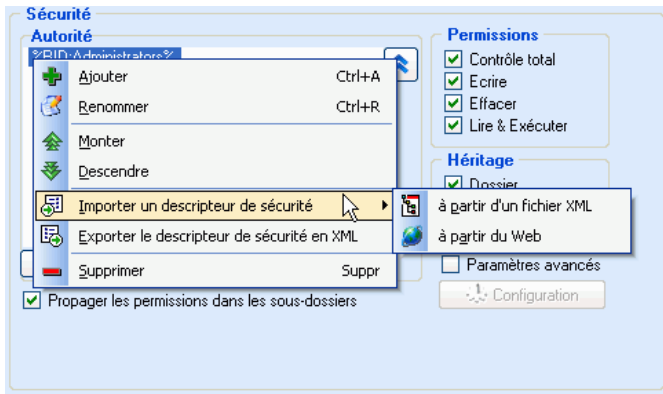 Sécurité
Autorité
%RID:Administrators%
Ajouter Ctrl+A
Renommer Ctrl+R
Monter
Descendre
Importer un descripteur de sécurité
Exporter le descripteur de sécurité en XML
Supprimer Suppr
à partir d'un fichier XML
à partir du Web
Propager les permissions dans les sous-dossiers
Permissions
Contrôle total
Ecrire
Effacer
Lire & Exécuter
Héritage
Dossier
Paramètres avancés
Configuration